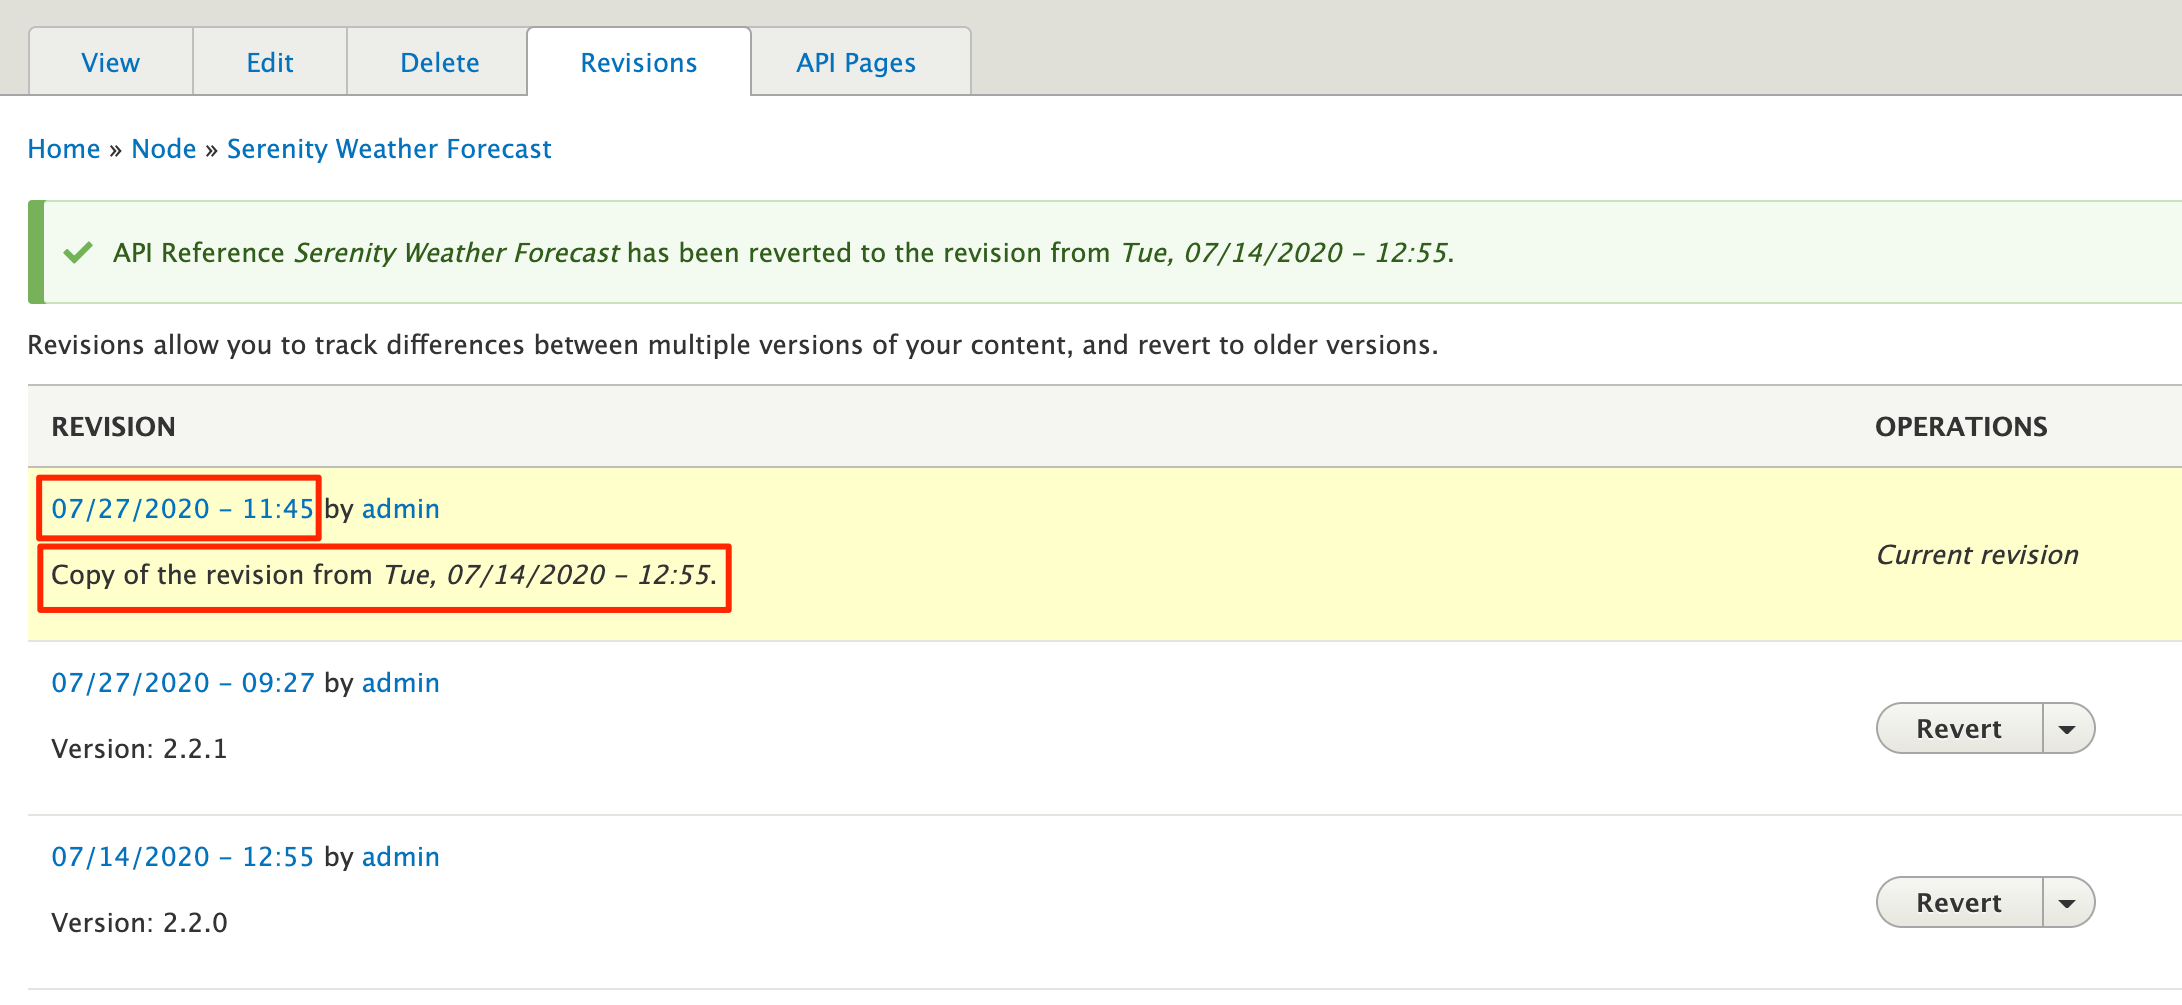 View Edit Delete Revisions API Pages
Home » Node » Serenity Weather Forecast
API Reference Serenity Weather Forecast has been reverted to the revision from Tue, 07/14/2020 – 12:55.
Revisions allow you to track differences between multiple versions of your content, and revert to older versions.
REVISION OPERATIONS
07/27/2020 – 11:45 by admin
Copy of the revision from Tue, 07/14/2020 – 12:55.
Current revision
07/27/2020 – 09:27 by admin
Version: 2.2.1
Revert
07/14/2020 – 12:55 by admin
Version: 2.2.0
Revert